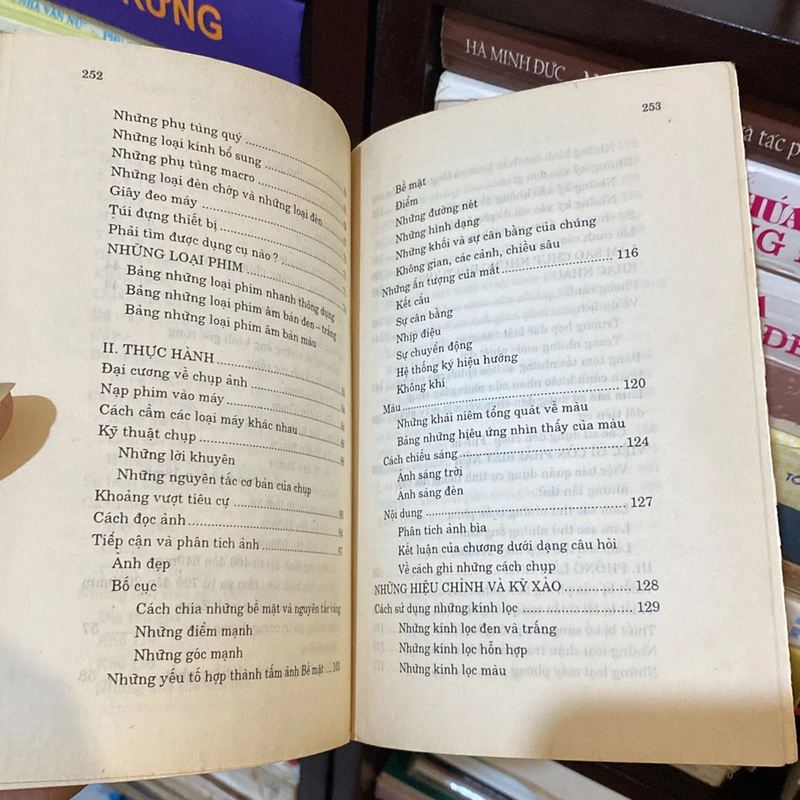 RỪNG
NHÀ VĂN NỮ
HÀ MINH ĐỨC
252
Những phụ tùng quý
Những loại kính bổ sung
Những phụ tùng macro
Những loại đèn chớp và những loại đèn
Giây đeo máy
Túi đựng thiết bị
Phải tìm được dụng cụ nào ?
NHỮNG LOẠI PHIM
Bảng những loại phim nhanh thông dụng
Bảng những loại phim âm bản đen – trắng
Bảng những loại phim âm bản màu
II. THỰC HÀNH
Đại cương về chụp ảnh
Nạp phim vào máy
Cách cầm các loại máy khác nhau
Kỹ thuật chụp
Những lời khuyên
Những nguyên tắc cơ bản của chụp
Khoảng vượt tiêu cự
Cách đọc ảnh
Tiếp cận và phân tích ảnh ... 97
Ảnh đẹp
Bố cục
Cách chia những bề mặt và nguyên tắc vàng
Những điểm mạnh
Những góc mạnh
Những yếu tố hợp thành tấm ảnh Bề mặt ... 103
253
Bề mặt
Điểm
Những đường nét
Những hình dạng
Những khối và sự cân bằng của chúng
Không gian, các cánh, chiều sâu
Những ấn tượng của mắt ... 116
Kết cấu
Sự cân bằng
Nhịp điệu
Sự chuyển động
Hệ thống ký hiệu hướng
Không khí
Màu ... 120
Những khái niêm tổng quát về màu
Bảng những hiêu ứng nhìn thấy của màu
Cách chiếu sáng ... 124
Ánh sáng trời
Ánh sáng đèn
Nội dung ... 127
Phân tích ảnh bìa
Kết luận của chương dưới dạng câu hỏi
Về cách ghi những cách chụp
NHỮNG HIỆU CHỈNH VÀ KỸ XẢO ... 128
Cách sử dụng những kính lọc ... 129
Những kính lọc đen và trắng
Những kính lọc hỗn hợp
Những kính lọc màu